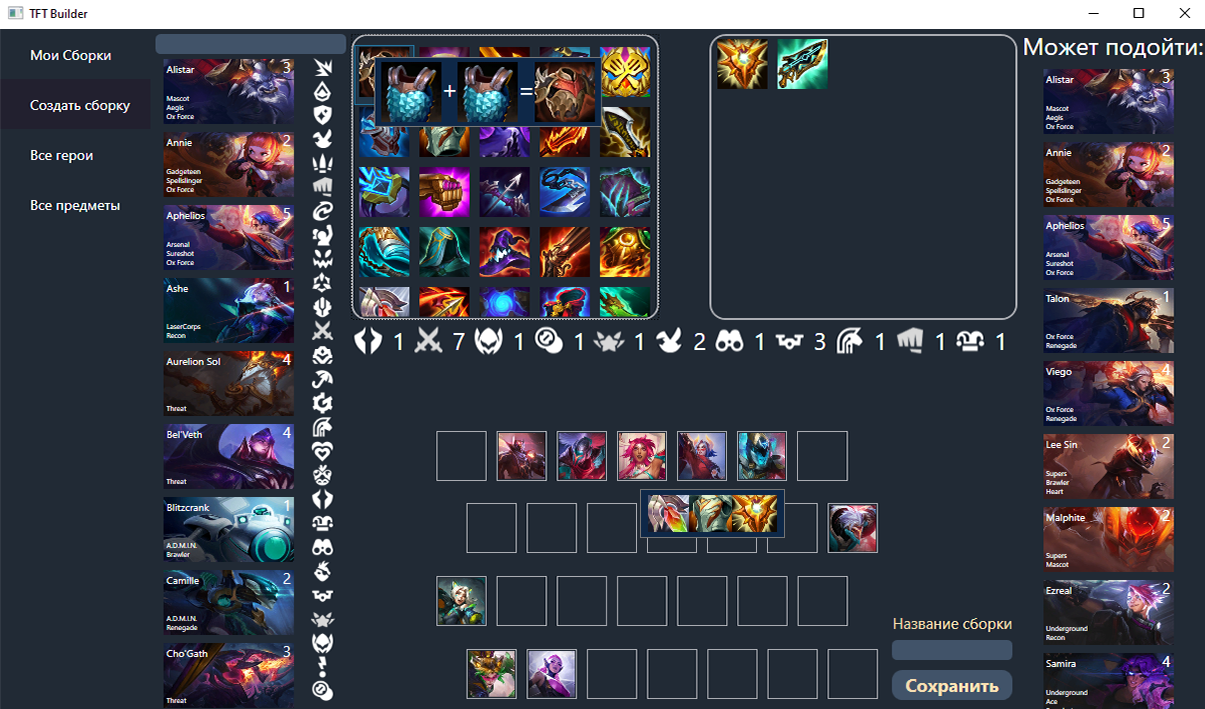 TFT Builder
Мои Сборки
Создать сборку
Все герои
Все предметы
Alistar 3
Mascot
Aegis
Ox Force
Annie 2
Gadgeteen
Spellslinger
Ox Force
Aphelios 5
Arsenal
Sureshot
Ox Force
Ashe 1
LaserCorps
Recon
Aurelion Sol 4
Threat
Bel'Veth 4
Threat
Blitzcrank 1
A.D.M.I.N.
Brawler
Camille 2
A.D.M.I.N.
Renegade
Cho'Gath 3
Threat
+ =
1 7 1 1 1 2 1 3 1 1 1
Название сборки
Сохранить
Может подойти:
Alistar 3
Mascot
Aegis
Ox Force
Annie 2
Gadgeteen
Spellslinger
Ox Force
Aphelios 5
Arsenal
Sureshot
Ox Force
Talon 1
Ox Force
Renegade
Viego 4
Ox Force
Renegade
Lee Sin 2
Supers
Brawler
Heart
Malphite 1
Supers
Mascot
Ezreal 2
Underground
Recon
Samira 4
Underground
Ace